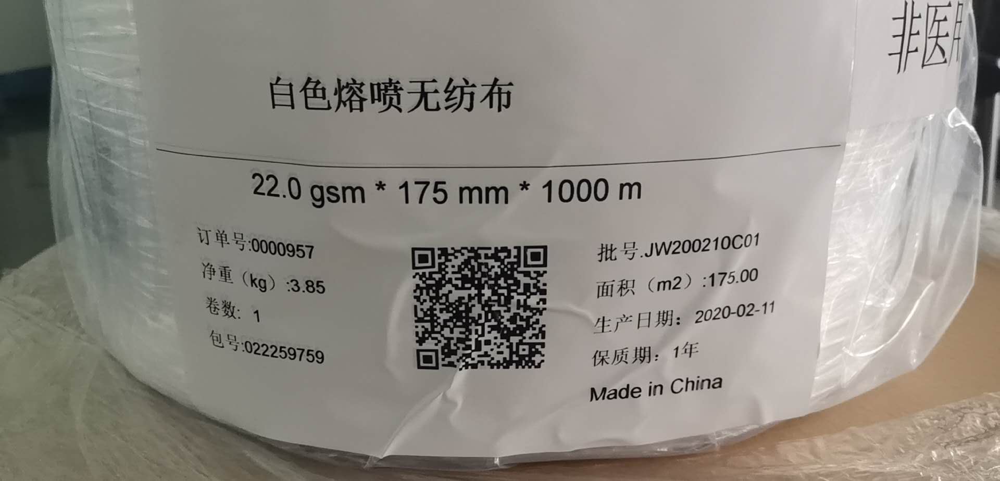 非医
白色熔喷无纺布
22.0 gsm * 175 mm * 1000 m
订单号:0000957
净重（kg）:3.85
卷数: 1
包号:022259759
批号.JW200210C01
面积（m2）:175.00
生产日期：2020-02-11
保质期：1年
Made in China